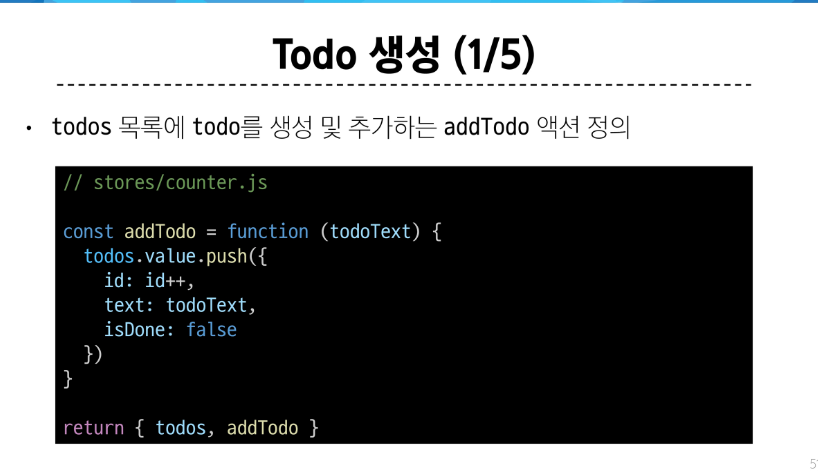 Todo 생성 (1/5)
• todos 목록에 todo를 생성 및 추가하는 addTodo 액션 정의
// stores/counter.js
const addTodo = function (todoText) {
todos.value.push({
id: id++,
text: todoText,
isDone: false
})
}
return { todos, addTodo }